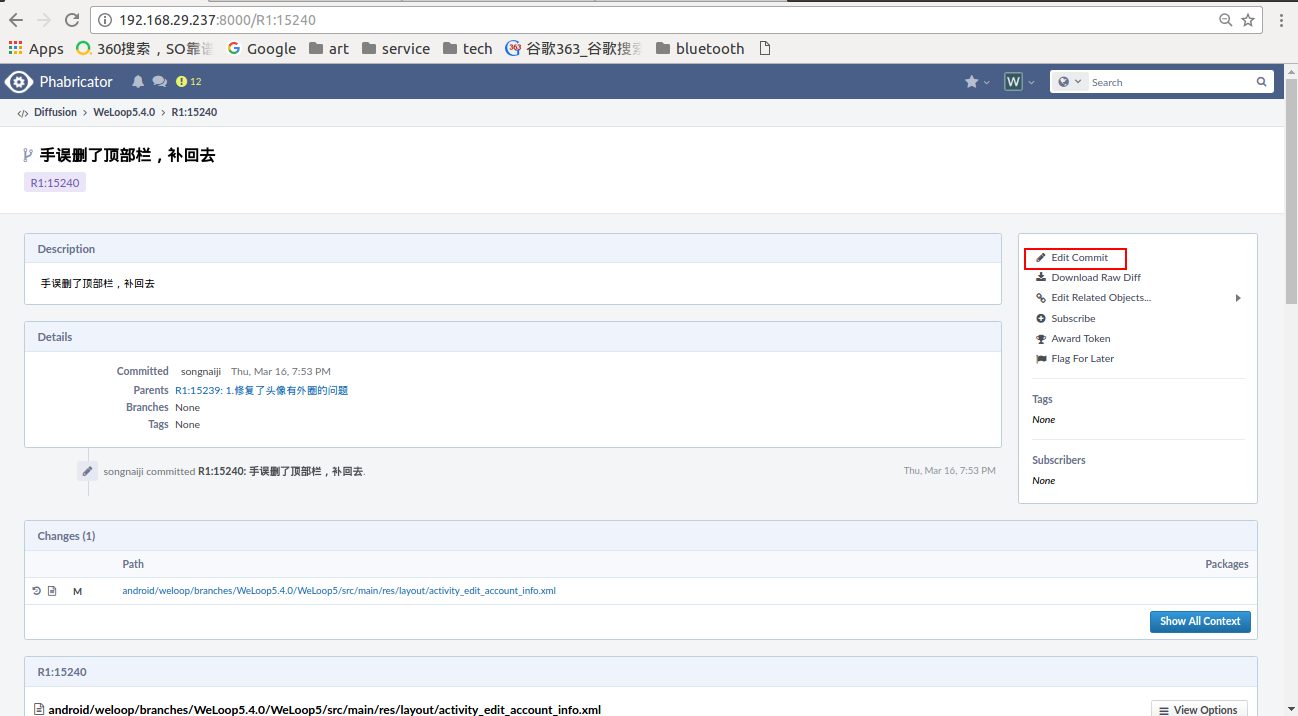 192.168.29.237:8000/R1:15240
Apps 360搜索，SO靠谱 Google art service tech 谷歌363_谷歌搜索 bluetooth
Phabricator 12 W Search
Diffusion > WeLoop5.4.0 > R1:15240
手误删了顶部栏，补回去
R1:15240
Description
手误删了顶部栏，补回去
Edit Commit
Download Raw Diff
Edit Related Objects...
Subscribe
Award Token
Flag For Later
Tags
None
Subscribers
None
Details
Committed songnaiji Thu, Mar 16, 7:53 PM
Parents R1:15239: 1.修复了头像有外圈的问题
Branches None
Tags None
songnaiji committed R1:15240: 手误删了顶部栏，补回去. Thu, Mar 16, 7:53 PM
Changes (1)
Path Packages
M android/weloop/branches/WeLoop5.4.0/WeLoop5/src/main/res/layout/activity_edit_account_info.xml
Show All Context
R1:15240
android/weloop/branches/WeLoop5.4.0/WeLoop5/src/main/res/layout/activity_edit_account_info.xml
View Options